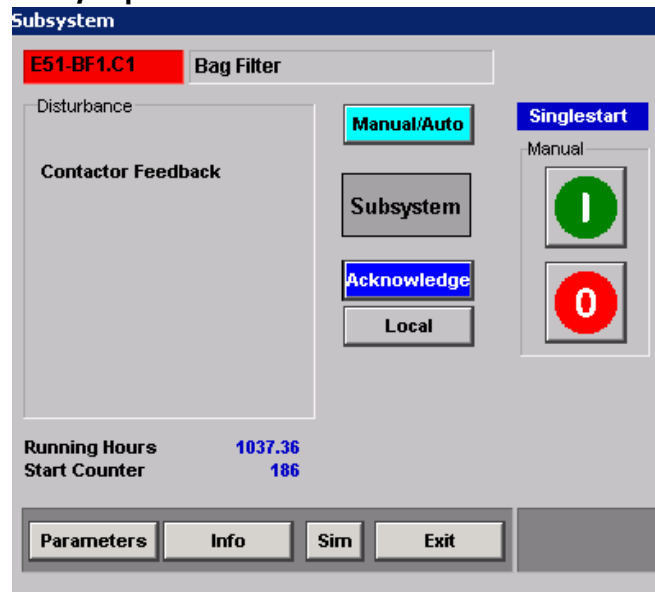 Subsystem
E51-BF1.C1 Bag Filter
Disturbance
Contactor Feedback
Manual/Auto
Subsystem
Acknowledge
Local
Singlestart
Manual
I
0
Running Hours 1037.36
Start Counter 186
Parameters Info Sim Exit